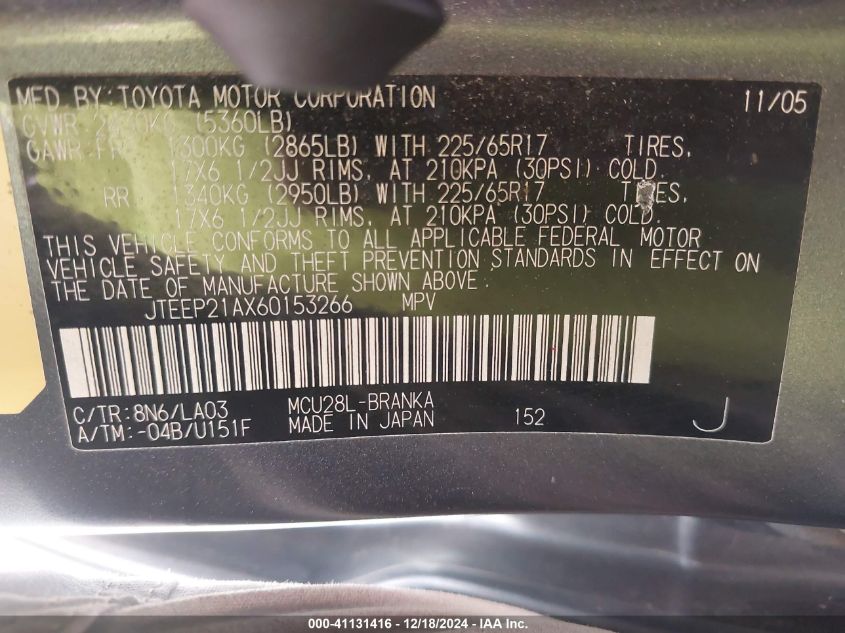 MFD BY: TOYOTA MOTOR CORPORATION 11/05
GVWR (5360LB)
GAWR FR 1300KG (2865LB) WITH 225/65R17 TIRES,
17X6 1/2JJ RIMS, AT 210KPA (30PSI) COLD.
RR 1340KG (2950LB) WITH 225/65R17 TIRES,
17X6 1/2JJ RIMS, AT 210KPA (30PSI) COLD.
THIS VEHICLE CONFORMS TO ALL APPLICABLE FEDERAL MOTOR
VEHICLE SAFETY AND THEFT PREVENTION STANDARDS IN EFFECT ON
THE DATE OF MANUFACTURE SHOWN ABOVE.
JTEEP21AX60153266 MPV
C/TR:8N6/LA03 MCU28L-BRANKA
A/TM:-04B/U151F MADE IN JAPAN 152 J
000-41131416 - 12/18/2024 - IAA Inc.